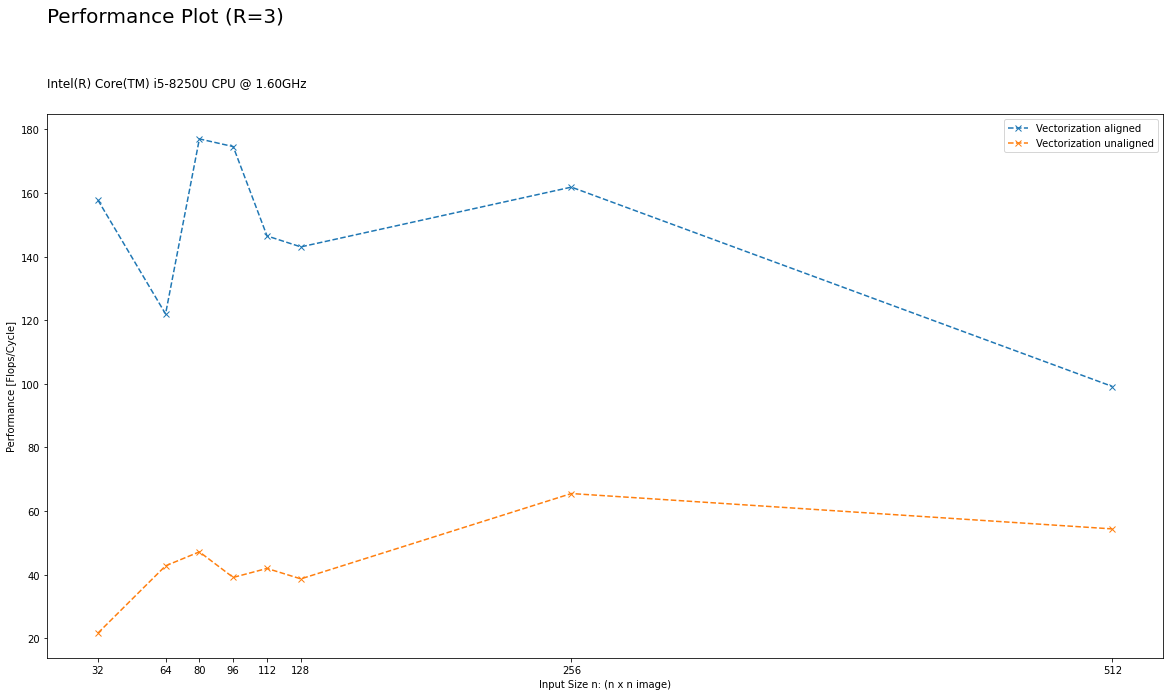 Performance Plot (R=3)
Intel(R) Core(TM) i5-8250U CPU @ 1.60GHz
Vectorization aligned
Vectorization unaligned
180
160
140
120
100
80
60
40
20
Performance [Flops/Cycle]
32 64 80 96 112 128 256 512
Input Size n: (n x n image)